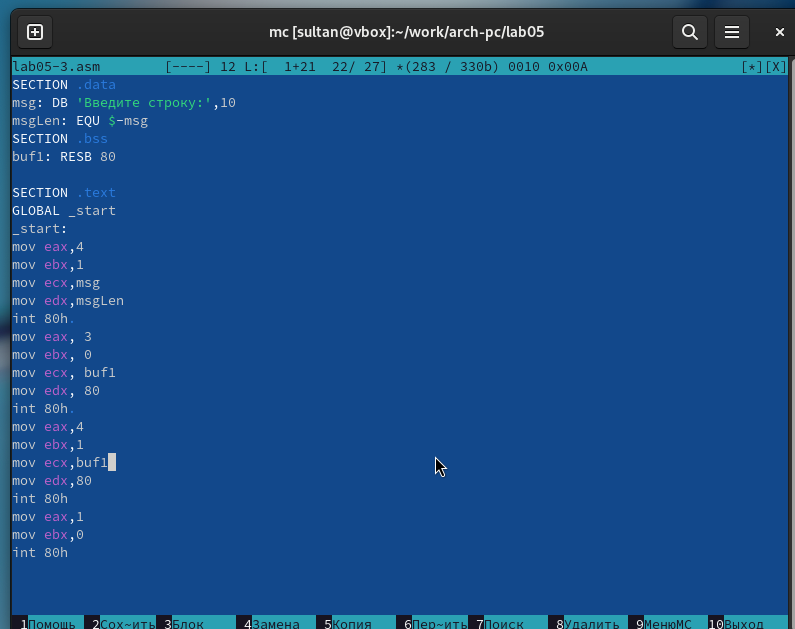 mc [sultan@vbox]:~/work/arch-pc/lab05
lab05-3.asm [----] 12 L:[ 1+21 22/ 27] *(283 / 330b) 0010 0x00A [*][X]
SECTION .data
msg: DB 'Введите строку:',10
msgLen: EQU $-msg
SECTION .bss
buf1: RESB 80
SECTION .text
GLOBAL _start
_start:
mov eax,4
mov ebx,1
mov ecx,msg
mov edx,msgLen
int 80h.
mov eax, 3
mov ebx, 0
mov ecx, buf1
mov edx, 80
int 80h.
mov eax,4
mov ebx,1
mov ecx,buf1
mov edx,80
int 80h
mov eax,1
mov ebx,0
int 80h
1Помощь 2Сох~ить 3Блок 4Замена 5Копия 6Пер~ить 7Поиск 8Удалить 9МенюMC 10Выход